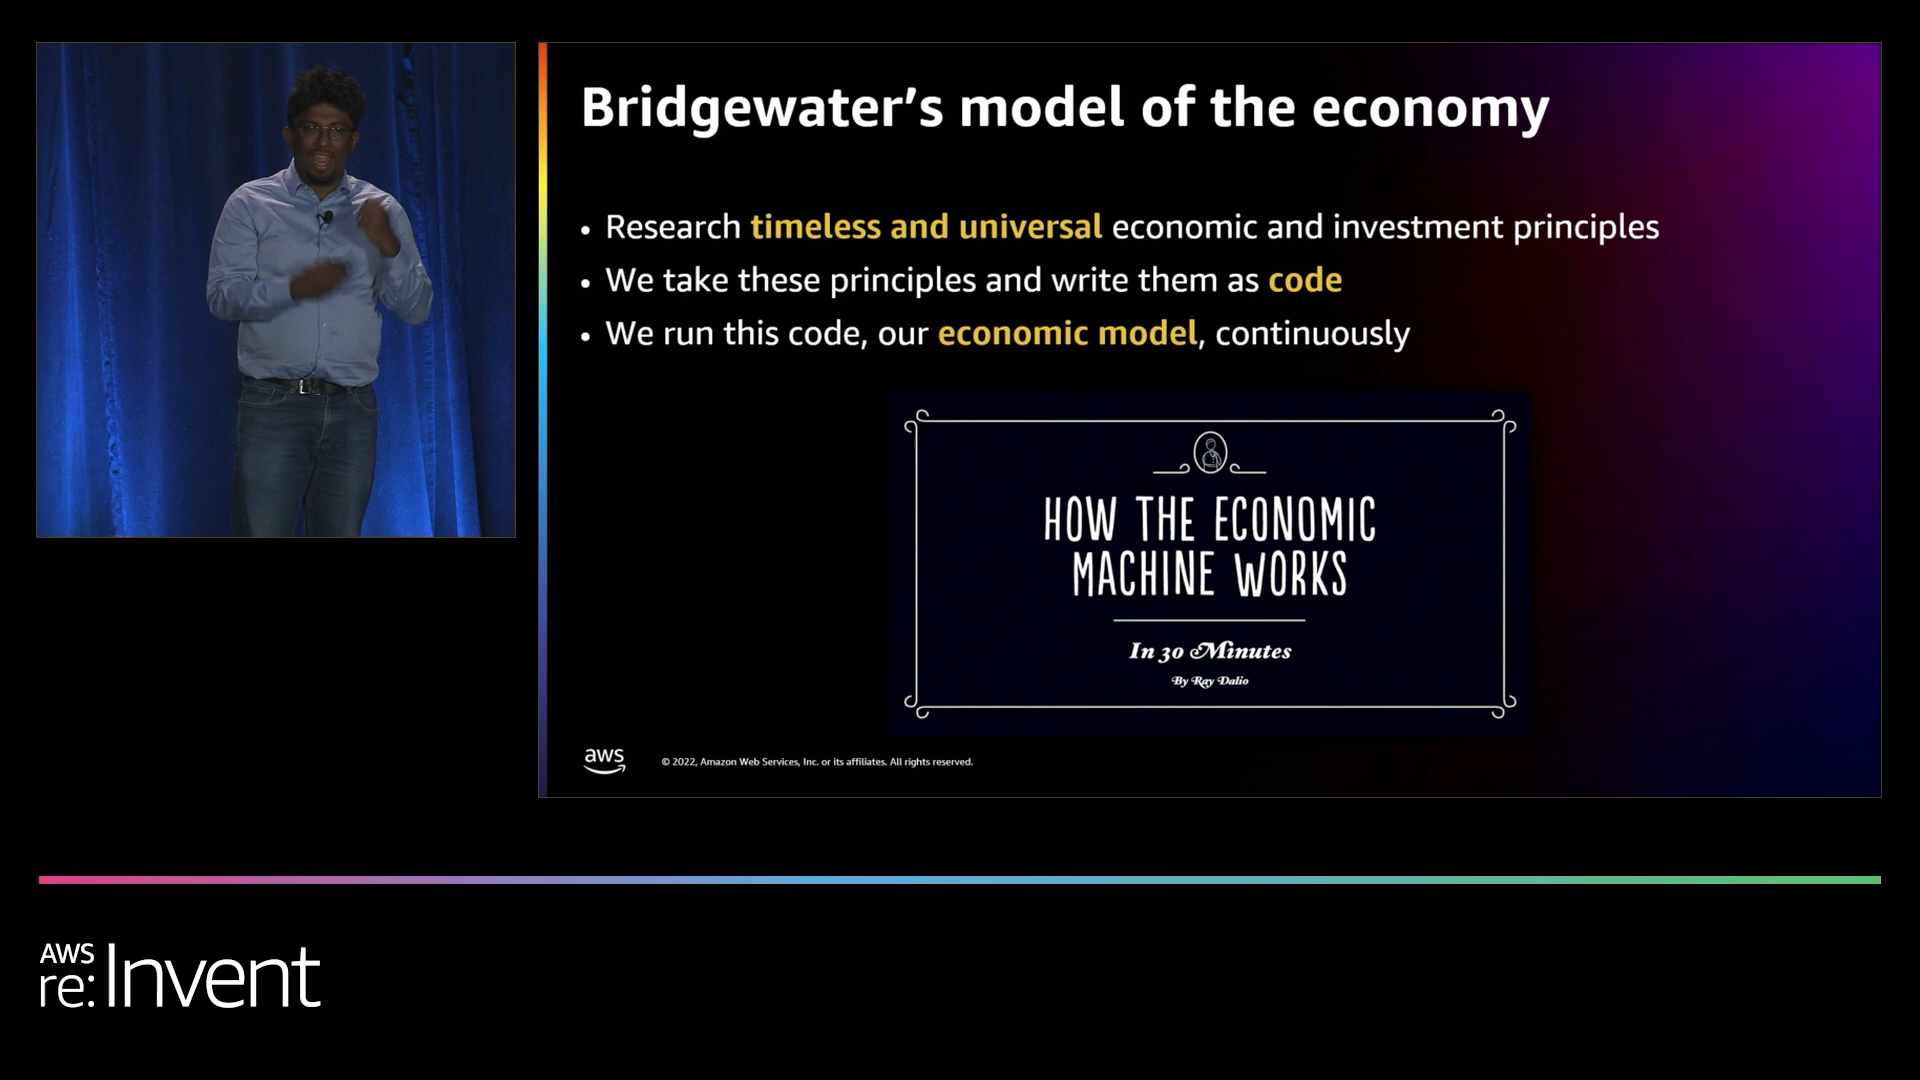 Bridgewater’s model of the economy
• Research timeless and universal economic and investment principles
• We take these principles and write them as code
• We run this code, our economic model, continuously
HOW THE ECONOMIC
MACHINE WORKS
In 30 Minutes
By Ray Dalio
aws
© 2022, Amazon Web Services, Inc. or its affiliates. All rights reserved.
AWS
re:Invent